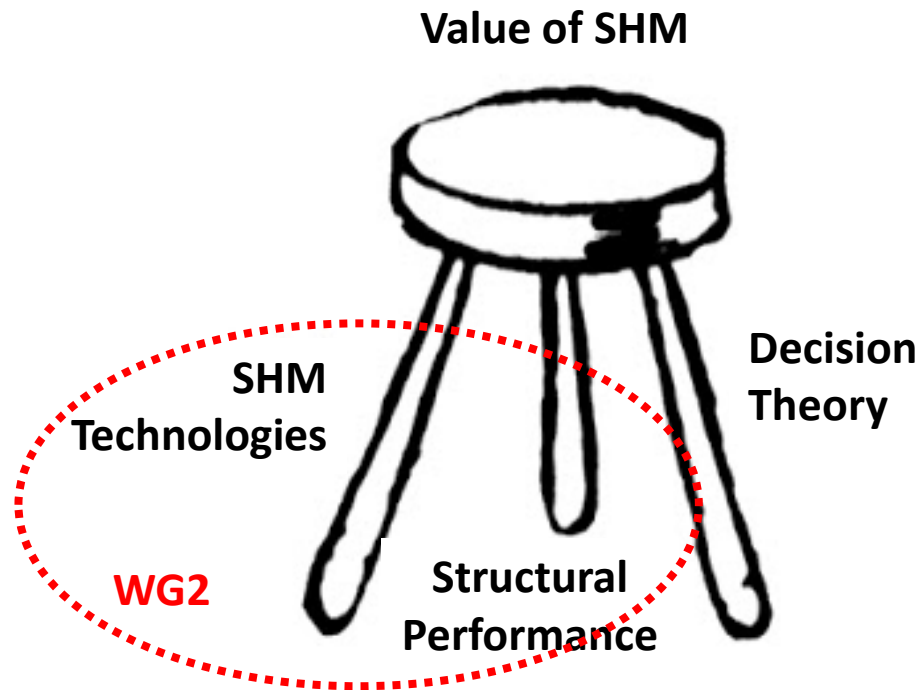 Value of SHM
SHM
Technologies
Decision
Theory
WG2
Structural
Performance